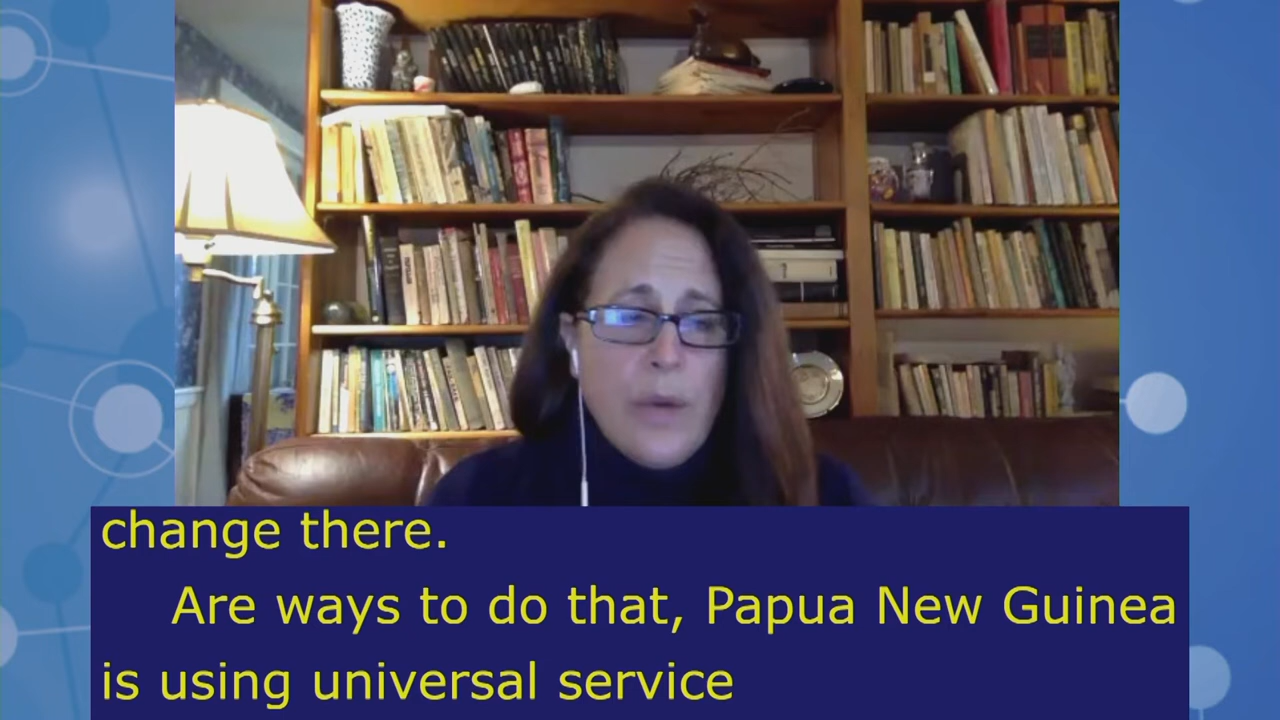 change there.
Are ways to do that, Papua New Guinea
is using universal service